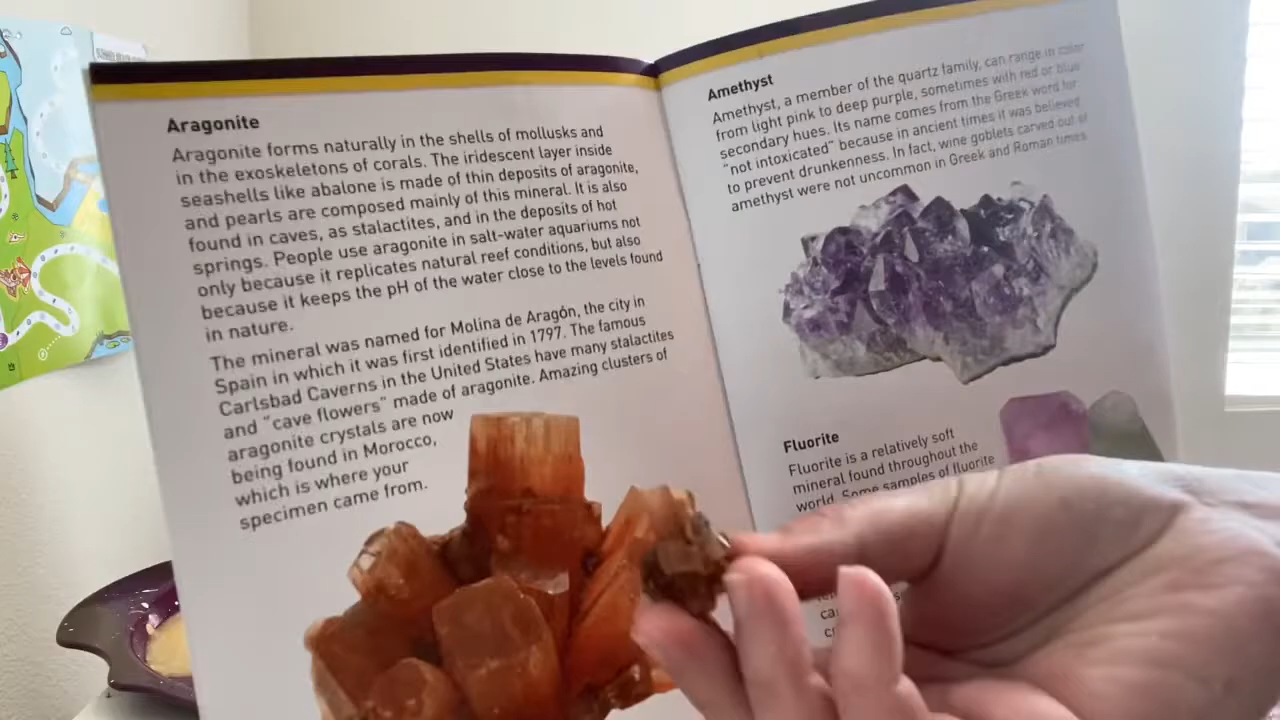 Aragonite
Aragonite forms naturally in the shells of mollusks and
in the exoskeletons of corals. The iridescent layer inside
seashells like abalone is made of thin deposits of aragonite,
and pearls are composed mainly of this mineral. It is also
found in caves, as stalactites, and in the deposits of hot
springs. People use aragonite in salt-water aquariums not
only because it replicates natural reef conditions, but also
because it keeps the pH of the water close to the levels found
in nature.
The mineral was named for Molina de Aragón, the city in
Spain in which it was first identified in 1797. The famous
Carlsbad Caverns in the United States have many stalactites
and “cave flowers” made of aragonite. Amazing clusters of
aragonite crystals are now
being found in Morocco,
which is where your
specimen came from.
Amethyst
Amethyst, a member of the quartz family, can range in color
from light pink to deep purple, sometimes with red or blue
secondary hues. Its name comes from the Greek word for
“not intoxicated” because in ancient times it was believed
to prevent drunkenness. In fact, wine goblets carved out of
amethyst were not uncommon in Greek and Roman times.
Fluorite
Fluorite is a relatively soft
mineral found throughout the
world. Some samples of fluorite